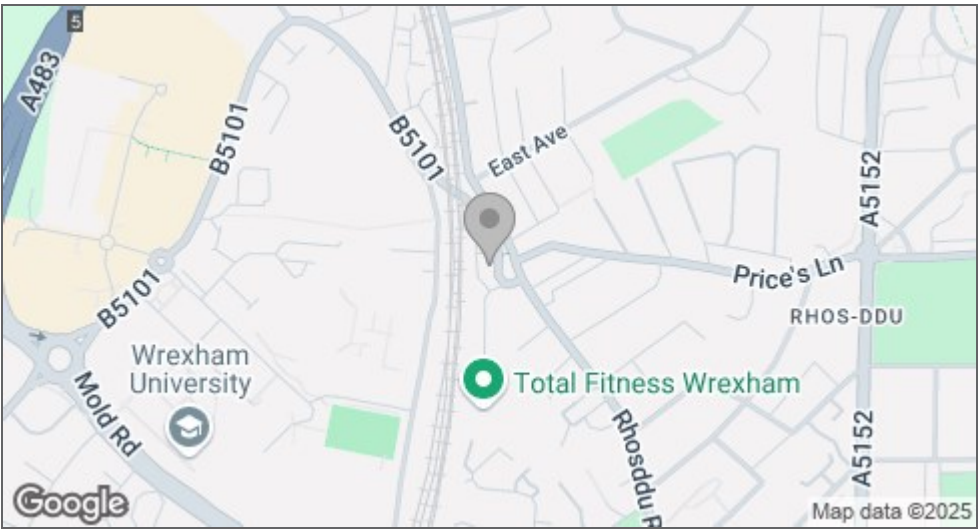 5
A483
B5101
B5101
East Ave
A5152
Price's Ln
B5101
RHOS-DDU
Wrexham
University
Total Fitness Wrexham
Mold Rd
Rhosddu R
A5152
Google
Map data ©2025